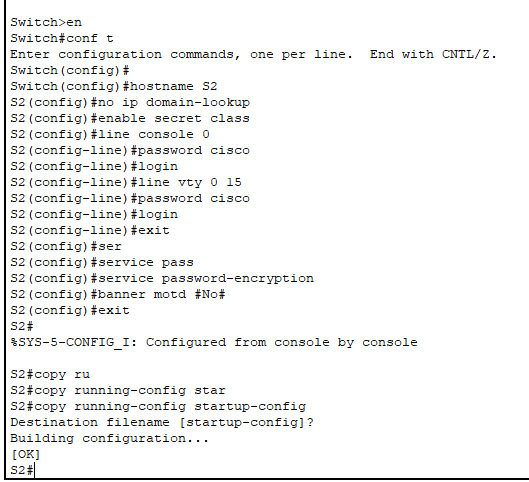 Switch>en
Switch#conf t
Enter configuration commands, one per line.  End with CNTL/Z.
Switch(config)#
Switch(config)#hostname S2
S2(config)#no ip domain-lookup
S2(config)#enable secret class
S2(config)#line console 0
S2(config-line)#password cisco
S2(config-line)#login
S2(config-line)#line vty 0 15
S2(config-line)#password cisco
S2(config-line)#login
S2(config-line)#exit
S2(config)#ser
S2(config)#service pass
S2(config)#service password-encryption
S2(config)#banner motd #No#
S2(config)#exit
S2#
%SYS-5-CONFIG_I: Configured from console by console
S2#copy ru
S2#copy running-config star
S2#copy running-config startup-config
Destination filename [startup-config]?
Building configuration...
[OK]
S2#